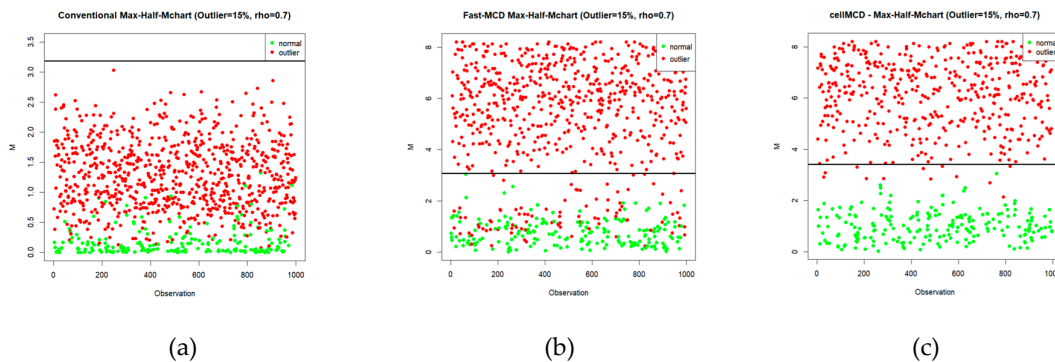 Conventional Max-Half-Mchart (Outlier=15%, rho=0.7)
normal
outlier
3.5
3.0
2.5
2.0
1.5
1.0
0.5
0.0
M
0
200
400
600
800
1000
Observation
(a)
Fast-MCD Max-Half-Mchart (Outlier=15%, rho=0.7)
normal
outlier
8
6
4
2
0
M
0
200
400
600
800
1000
Observation
(b)
cellMCD - Max-Half-Mchart (Outlier=15%, rho=0.7)
normal
outlier
8
6
4
2
0
M
0
200
400
600
800
Observation
(c)